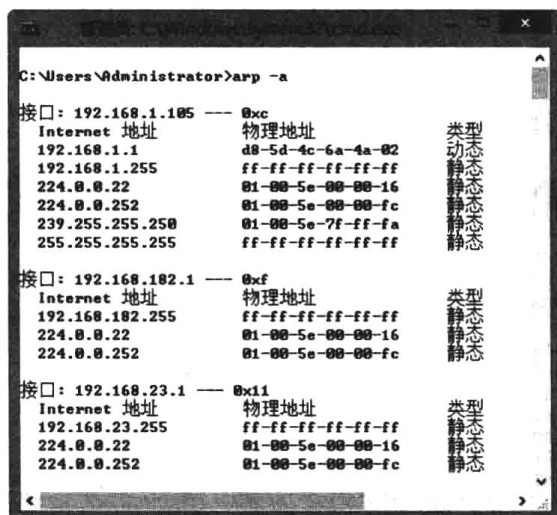 C:\Users\Administrator>arp -a
接口: 192.168.1.105 --- 0xc
Internet 地址 物理地址 类型
192.168.1.1 d8-5d-4c-6a-4a-02 动态
192.168.1.255 ff-ff-ff-ff-ff-ff 静态
224.0.0.22 01-00-5e-00-00-16 静态
224.0.0.252 01-00-5e-00-00-fc 静态
239.255.255.250 01-00-5e-7f-ff-fa 静态
255.255.255.255 ff-ff-ff-ff-ff-ff 静态
接口: 192.168.182.1 --- 0xf
Internet 地址 物理地址 类型
192.168.182.255 ff-ff-ff-ff-ff-ff 静态
224.0.0.22 01-00-5e-00-00-16 静态
224.0.0.252 01-00-5e-00-00-fc 静态
接口: 192.168.23.1 --- 0x11
Internet 地址 物理地址 类型
192.168.23.255 ff-ff-ff-ff-ff-ff 静态
224.0.0.22 01-00-5e-00-00-16 静态
224.0.0.252 01-00-5e-00-00-fc 静态